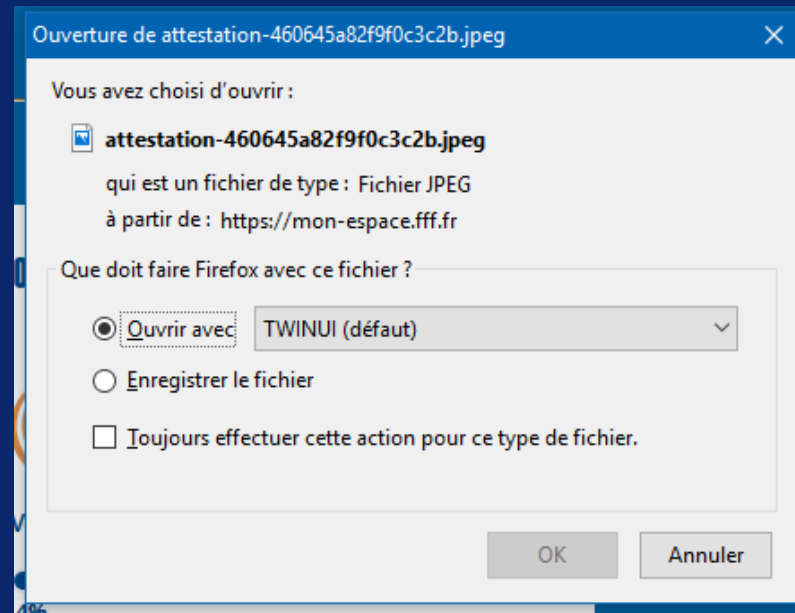 Ouverture de attestation-460645a82f9f0c3c2b.jpeg
Vous avez choisi d'ouvrir :
attestation-460645a82f9f0c3c2b.jpeg
qui est un fichier de type : Fichier JPEG
à partir de : https://mon-espace.fff.fr
Que doit faire Firefox avec ce fichier ?
Ouvrir avec TWINUI (défaut)
Enregistrer le fichier
Toujours effectuer cette action pour ce type de fichier.
OK Annuler
4%